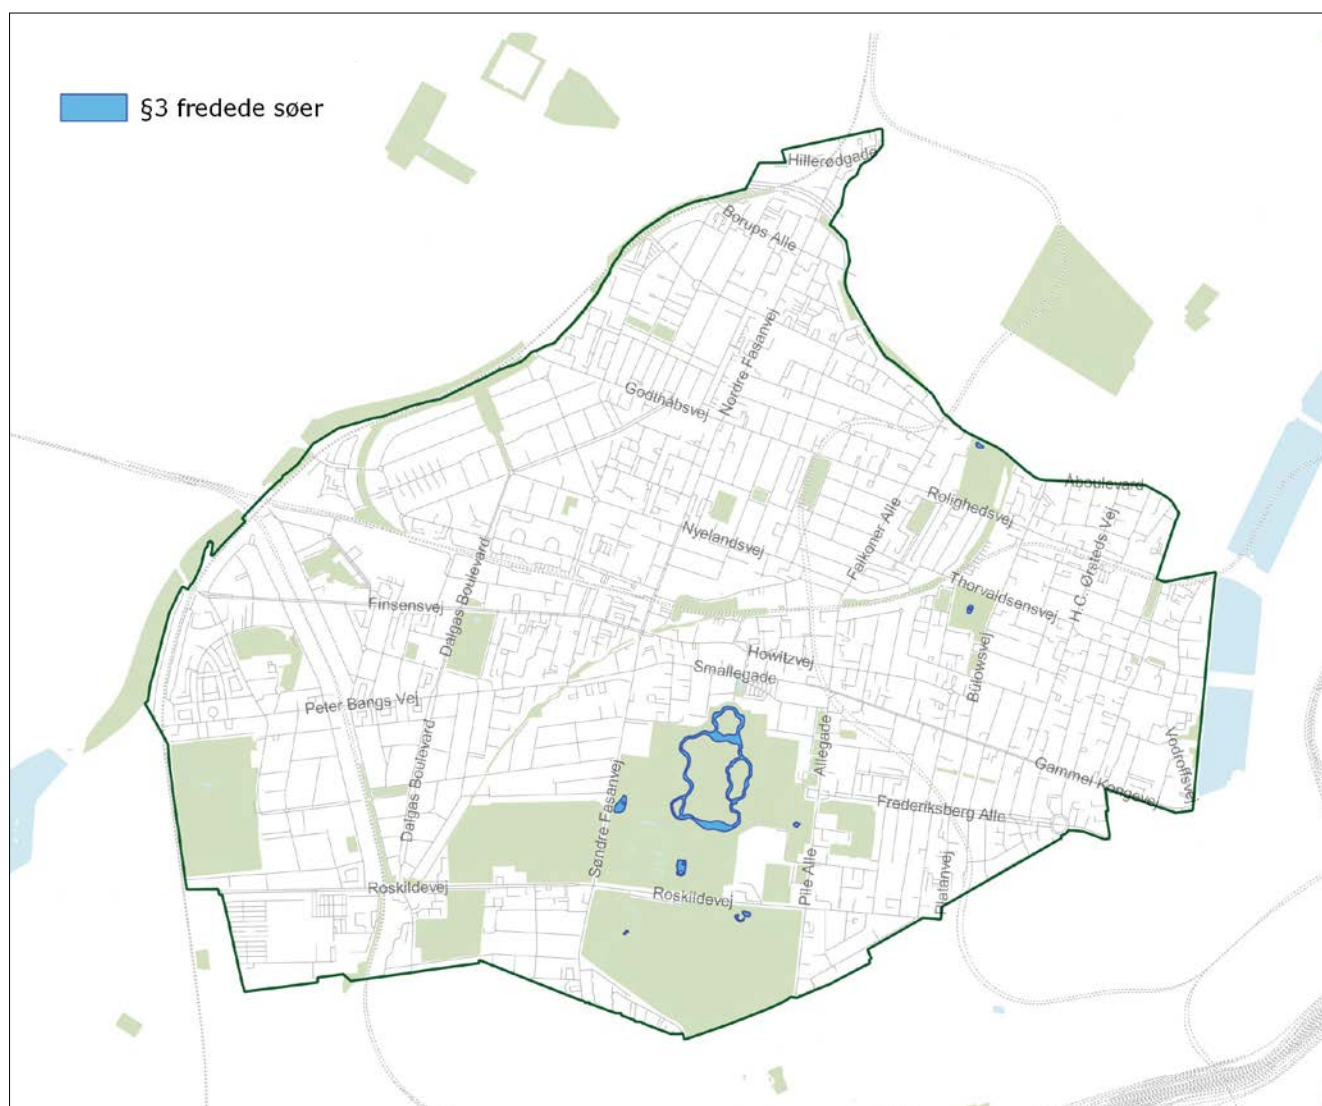 §3 fredede søer
Hillerødgade
Borups Alle
Nordre Fasanvej
Godthåbsvej
Rolighedsvej
Åboulevard
H.C. Ørsteds Vej
Falkoner Alle
Nyelandsvej
Thorvaldsensvej
Dalgas Boulevard
Finsensvej
Howitzvej
Smallegade
Bülowsvej
Peter Bangs Vej
Dalgas Boulevard
Allegade
Vodroffsvej
Gammel Kongevej
Søndre Fasanvej
Frederiksberg Alle
Platanvej
Pile Alle
Roskildevej
Roskildevej